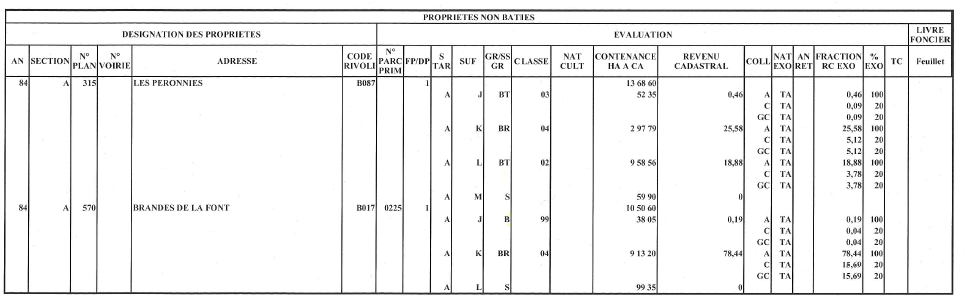 PROPRIETES NON BATIES
DESIGNATION DES PROPRIETES EVALUATION LIVRE FONCIER
AN SECTION N° PLAN N° VOIRIE ADRESSE CODE RIVOLI N° PARC PRIM FP/DP S TAR SUF GR/SS GR CLASSE NAT CULT CONTENANCE HA A CA REVENU CADASTRAL COLL NAT EXO AN RET FRACTION RC EXO % EXO TC Feuillet
84 A 315 LES PERONNIES B087 1 13 68 60
A J BT 03 52 35 0,46 A TA 0,46 100
C TA 0,09 20
GC TA 0,09 20
A K BR 04 2 97 79 25,58 A TA 25,58 100
C TA 5,12 20
GC TA 5,12 20
A L BT 02 9 58 56 18,88 A TA 18,88 100
C TA 3,78 20
GC TA 3,78 20
A M S 59 90 0
84 A 570 BRANDES DE LA FONT B017 0225 1 10 50 60
A J B 99 38 05 0,19 A TA 0,19 100
C TA 0,04 20
GC TA 0,04 20
A K BR 04 9 13 20 78,44 A TA 78,44 100
C TA 15,69 20
GC TA 15,69 20
A L S 99 35 0